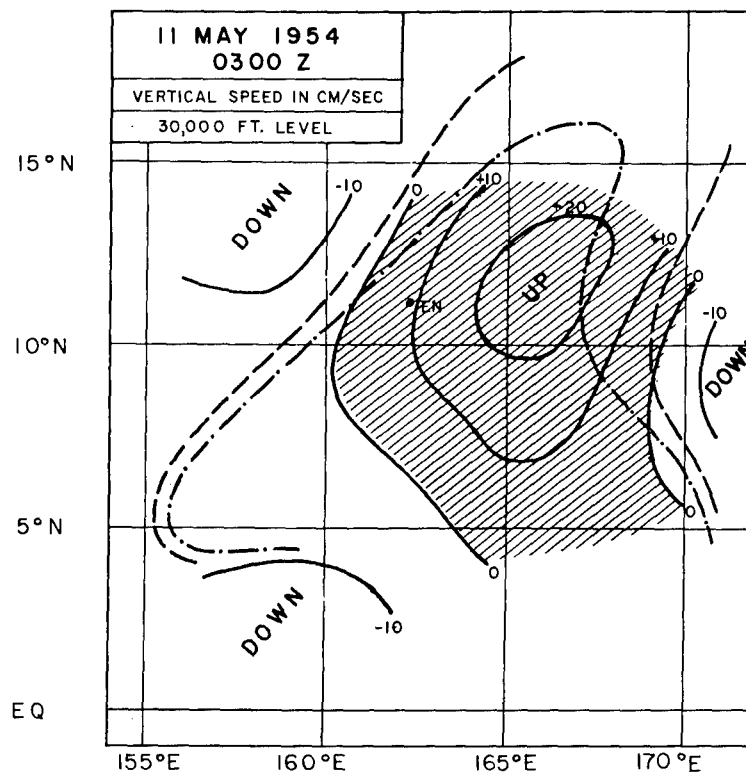 11 MAY 1954
0300 Z
VERTICAL SPEED IN CM/SEC
30,000 FT. LEVEL
15°N
-10
0
+10
DOWN
+20
+10
UP
EN
0
-10
10°N
DOWN
5°N
0
0
DOWN
-10
EQ
155°E
160°E
165°E
170°E